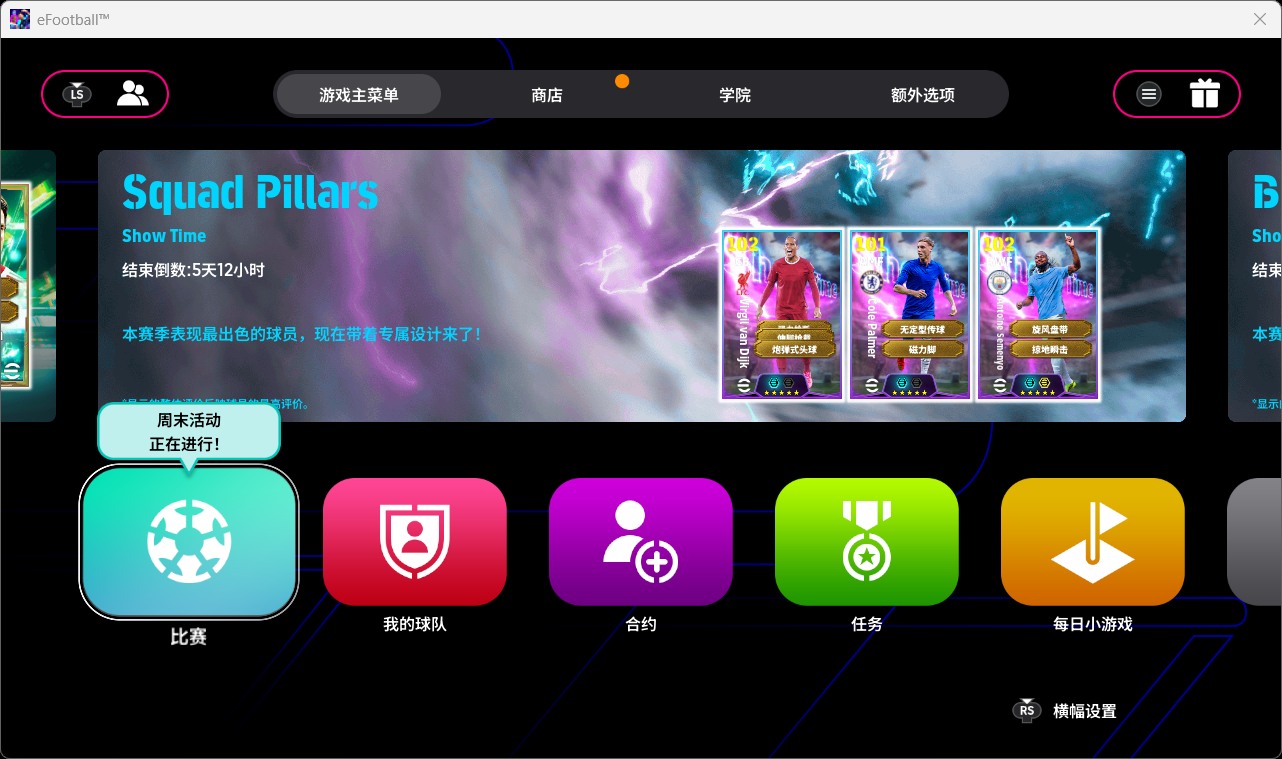 eFootball™
LS
游戏主菜单
商店
学院
额外选项
Squad Pillars
Show Time
结束倒数:5天12小时
本赛季表现最出色的球员，现在带着专属设计来了!
102
Virgil van Dijk
炮弹式头球
101
Cole Palmer
无定型传球
磁力脚
102
Antoine Semenyo
旋风盘带
掠地瞬击
B
Sho
结束
本赛
*显示
周末活动
正在进行!
比赛
我的球队
合约
任务
每日小游戏
RS
横幅设置